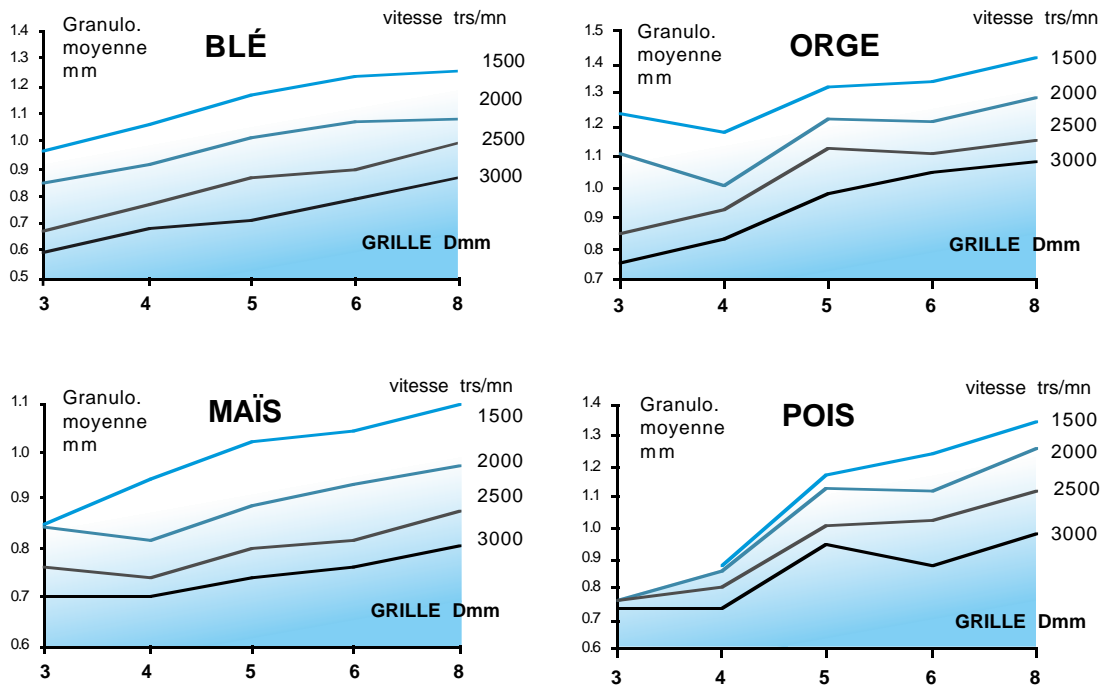 Granulo.
moyenne
mm
BLÉ
vitesse trs/mn
1.4
1.3
1.2
1.1
1.0
0.9
0.8
0.7
0.6
0.5
1500
2000
2500
3000
GRILLE Dmm
3 4 5 6 8
Granulo.
moyenne
mm
ORGE
vitesse trs/mn
1.5
1.4
1.3
1.2
1.1
1.0
0.9
0.8
0.7
1500
2000
2500
3000
GRILLE Dmm
3 4 5 6 8
Granulo.
moyenne
mm
MAÏS
vitesse trs/mn
1.1
1.0
0.9
0.8
0.7
0.6
1500
2000
2500
3000
GRILLE Dmm
3 4 5 6 8
Granulo.
moyenne
mm
POIS
vitesse trs/mn
1.4
1.3
1.2
1.1
1.0
0.9
0.8
0.7
0.6
1500
2000
2500
3000
GRILLE Dmm
3 4 5 6 8